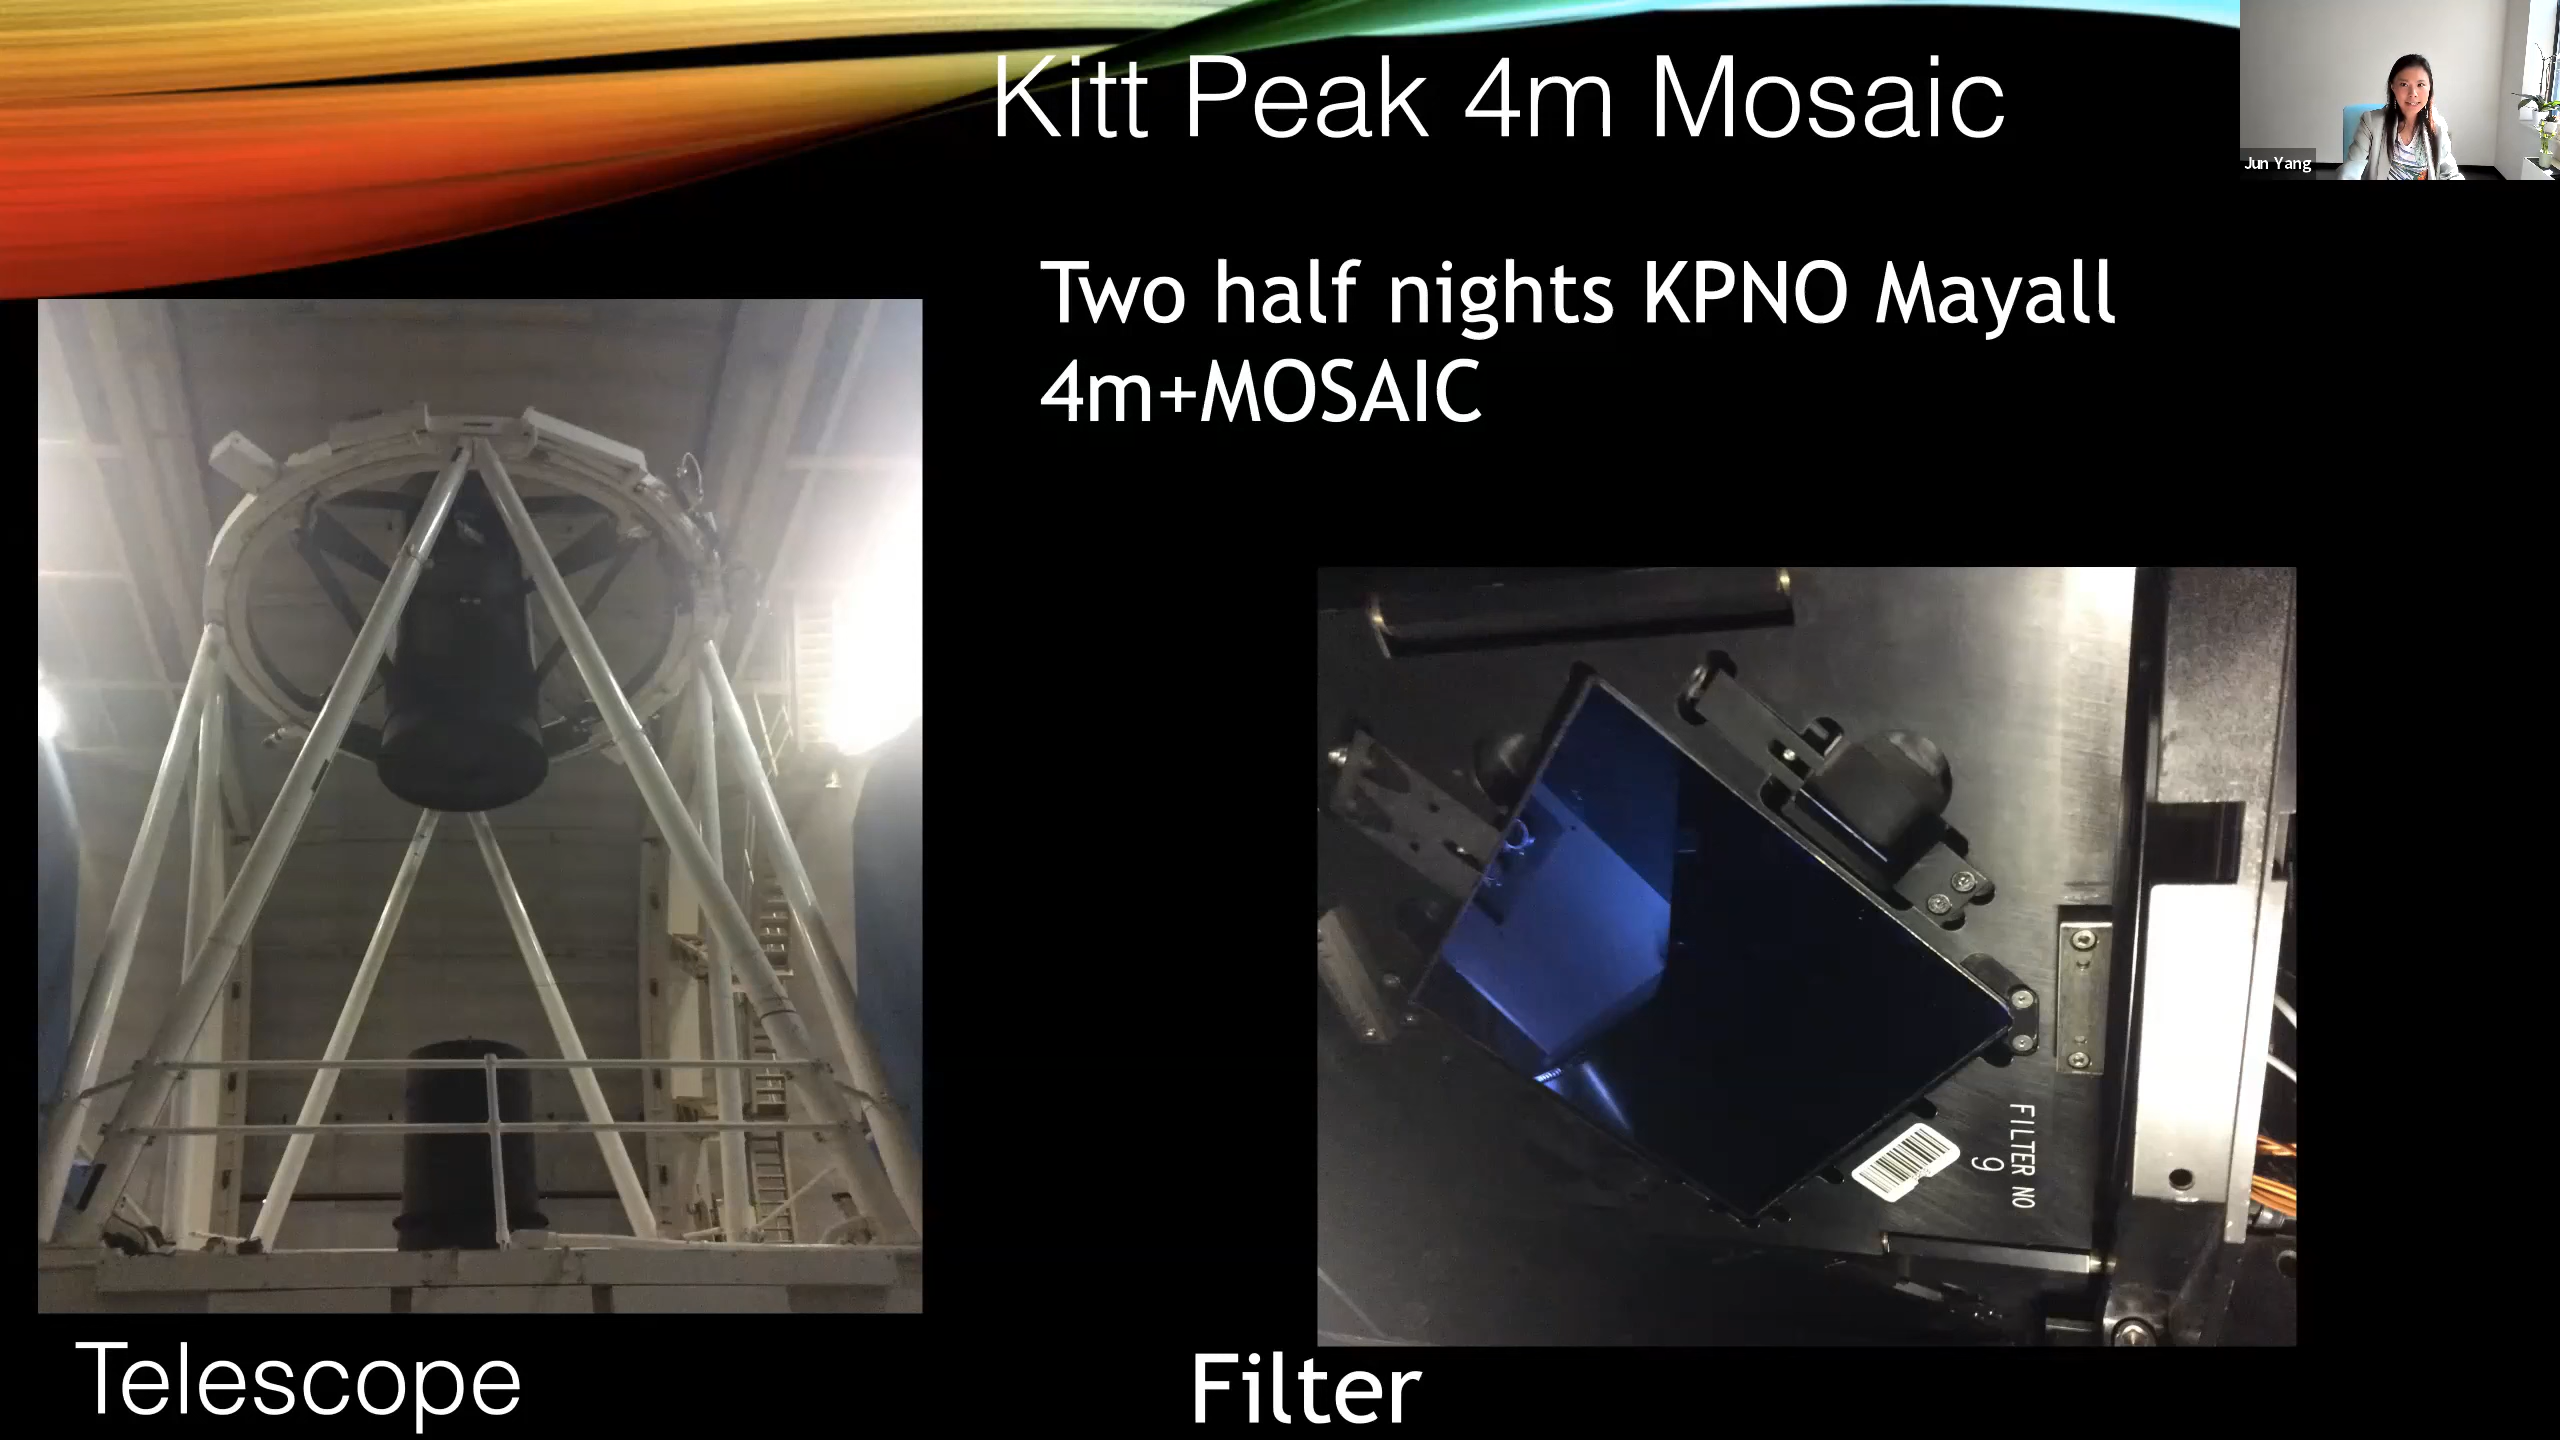 Kitt Peak 4m Mosaic
Jun Yang
Two half nights KPNO Mayall
4m+MOSAIC
FILTER NO
9
Telescope
Filter